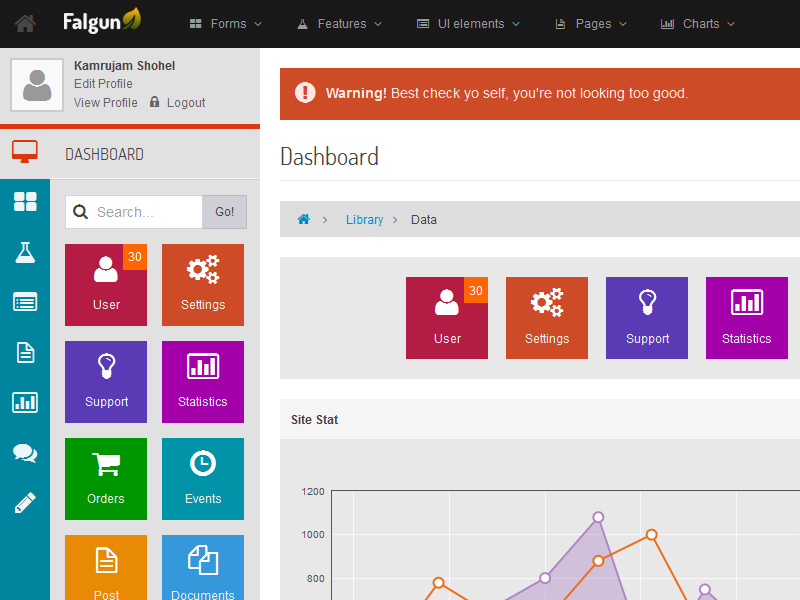 Falgun
Forms
Features
UI elements
Pages
Charts
Kamrujam Shohel
Edit Profile
View Profile
Logout
DASHBOARD
Search...
Go!
30
User
Settings
Support
Statistics
Orders
Events
Post
Documents
Warning! Best check yo self, you're not looking too good.
Dashboard
Library
Data
30
User
Settings
Support
Statistics
Site Stat
1200
1000
800